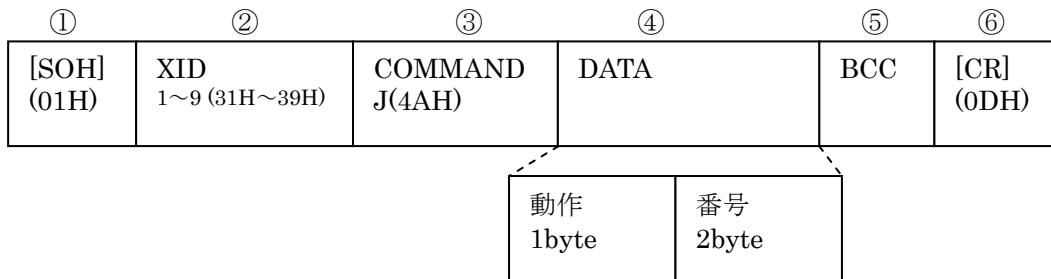 ① ② ③ ④ ⑤ ⑥
[SOH] XID COMMAND DATA BCC [CR]
(01H) 1～9 (31H～39H) J(4AH) (0DH)
動作 番号
1byte 2byte